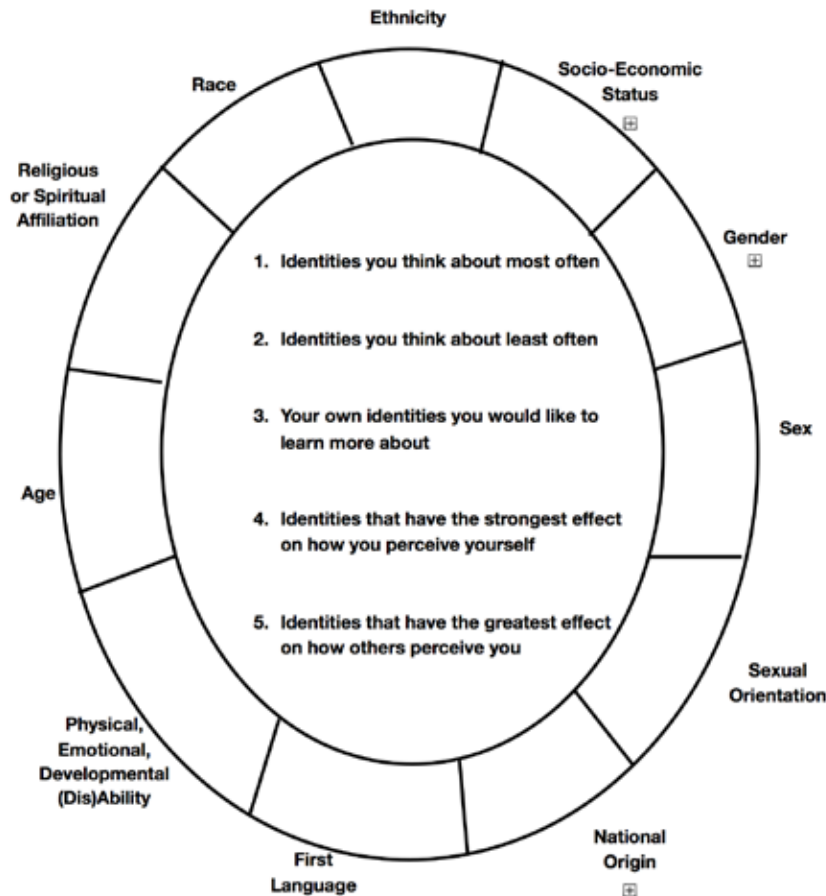 Ethnicity
Socio-Economic
Status
Gender
Sex
Sexual
Orientation
National
Origin
First
Language
Physical,
Emotional,
Developmental
(Dis)Ability
Age
Religious
or Spiritual
Affiliation
Race
1. Identities you think about most often
2. Identities you think about least often
3. Your own identities you would like to
learn more about
4. Identities that have the strongest effect
on how you perceive yourself
5. Identities that have the greatest effect
on how others perceive you